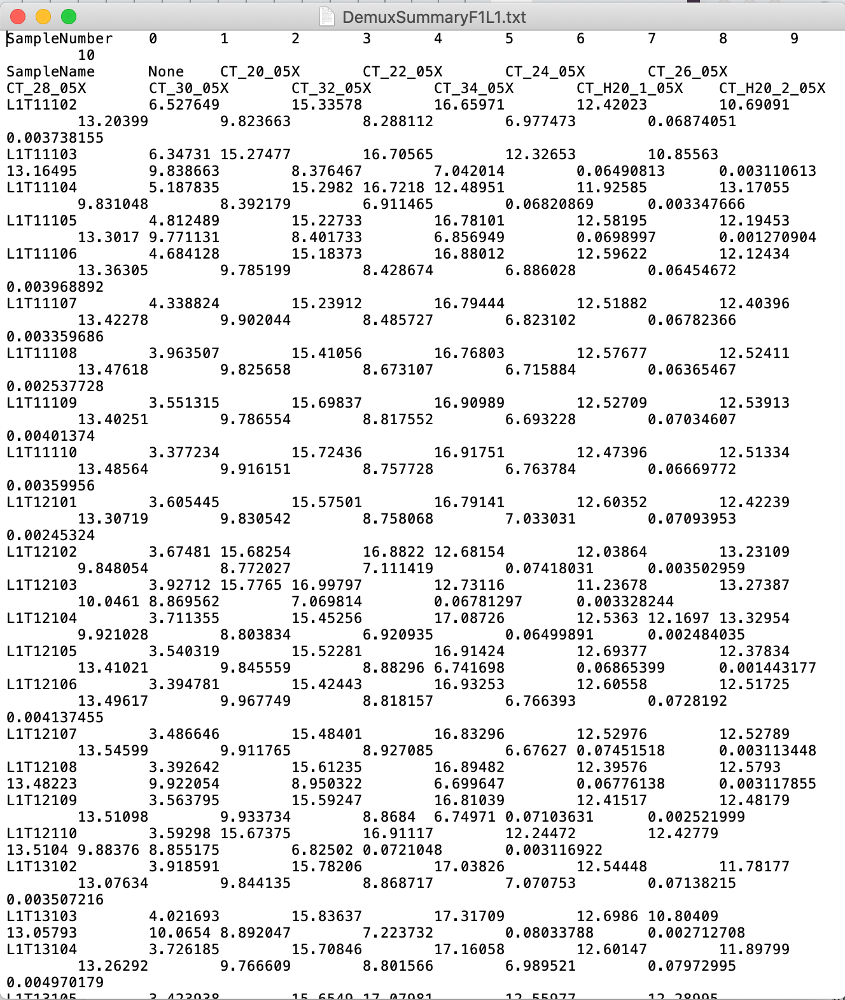 DemuxSummaryF1L1.txt
SampleNumber 0 1 2 3 4 5 6 7 8 9
10
SampleName None CT_20_05X CT_22_05X CT_24_05X CT_26_05X
CT_28_05X CT_30_05X CT_32_05X CT_34_05X CT_H20_1_05X CT_H20_2_05X
L1T11102 6.527649 15.33578 16.65971 12.42023 10.69091
13.20399 9.823663 8.288112 6.977473 0.06874051
0.003738155
L1T11103 6.34731 15.27477 16.70565 12.32653 10.85563
13.16495 9.838663 8.376467 7.042014 0.06490813 0.003110613
L1T11104 5.187835 15.2982 16.7218 12.48951 11.92585 13.17055
9.831048 8.392179 6.911465 0.06820869 0.003347666
L1T11105 4.812489 15.22733 16.78101 12.58195 12.19453
13.3017 9.771131 8.401733 6.856949 0.0698997 0.001270904
L1T11106 4.684128 15.18373 16.88012 12.59622 12.12434
13.36305 9.785199 8.428674 6.886028 0.06454672
0.003968892
L1T11107 4.338824 15.23912 16.79444 12.51882 12.40396
13.42278 9.902044 8.485727 6.823102 0.06782366
0.003359686
L1T11108 3.963507 15.41056 16.76803 12.57677 12.52411
13.47618 9.825658 8.673107 6.715884 0.06365467
0.002537728
L1T11109 3.551315 15.69837 16.90989 12.52709 12.53913
13.40251 9.786554 8.817552 6.693228 0.07034607
0.00401374
L1T11110 3.377234 15.72436 16.91751 12.47396 12.51334
13.48564 9.916151 8.757728 6.763784 0.06669772
0.00359956
L1T12101 3.605445 15.57501 16.79141 12.60352 12.42239
13.30719 9.830542 8.758068 7.033031 0.07093953
0.00245324
L1T12102 3.67481 15.68254 16.8822 12.68154 12.03864 13.23109
9.848054 8.772027 7.111419 0.07418031 0.003502959
L1T12103 3.92712 15.7765 16.99797 12.73116 11.23678 13.27387
10.0461 8.869562 7.069814 0.06781297 0.003328244
L1T12104 3.711355 15.45256 17.08726 12.5363 12.1697 13.32954
9.921028 8.803834 6.920935 0.06499891 0.002484035
L1T12105 3.540319 15.52281 16.91424 12.69377 12.37834
13.41021 9.845559 8.88296 6.741698 0.06865399 0.001443177
L1T12106 3.394781 15.42443 16.93253 12.60558 12.51725
13.49617 9.967749 8.818157 6.766393 0.0728192
0.004137455
L1T12107 3.486646 15.48401 16.83296 12.52976 12.52789
13.54599 9.911765 8.927085 6.67627 0.07451518 0.003113448
L1T12108 3.392642 15.61235 16.89482 12.39576 12.5793
13.48223 9.922054 8.950322 6.699647 0.06776138 0.003117855
L1T12109 3.563795 15.59247 16.81039 12.41517 12.48179
13.51098 9.933734 8.8684 6.74971 0.07103631 0.002521999
L1T12110 3.59298 15.67375 16.91117 12.24472 12.42779
13.5104 9.88376 8.855175 6.82502 0.0721048 0.003116922
L1T13102 3.918591 15.78206 17.03826 12.54448 11.78177
13.07634 9.844135 8.868717 7.070753 0.07138215
0.003507216
L1T13103 4.021693 15.83637 17.31709 12.6986 10.80409
13.05793 10.0654 8.892047 7.223732 0.08033788 0.002712708
L1T13104 3.726185 15.70846 17.16058 12.60147 11.89799
13.26292 9.766609 8.801566 6.989521 0.07972995
0.004970179
L1T13105 3.423938 15.6549 17.07981 12.55977 12.28995